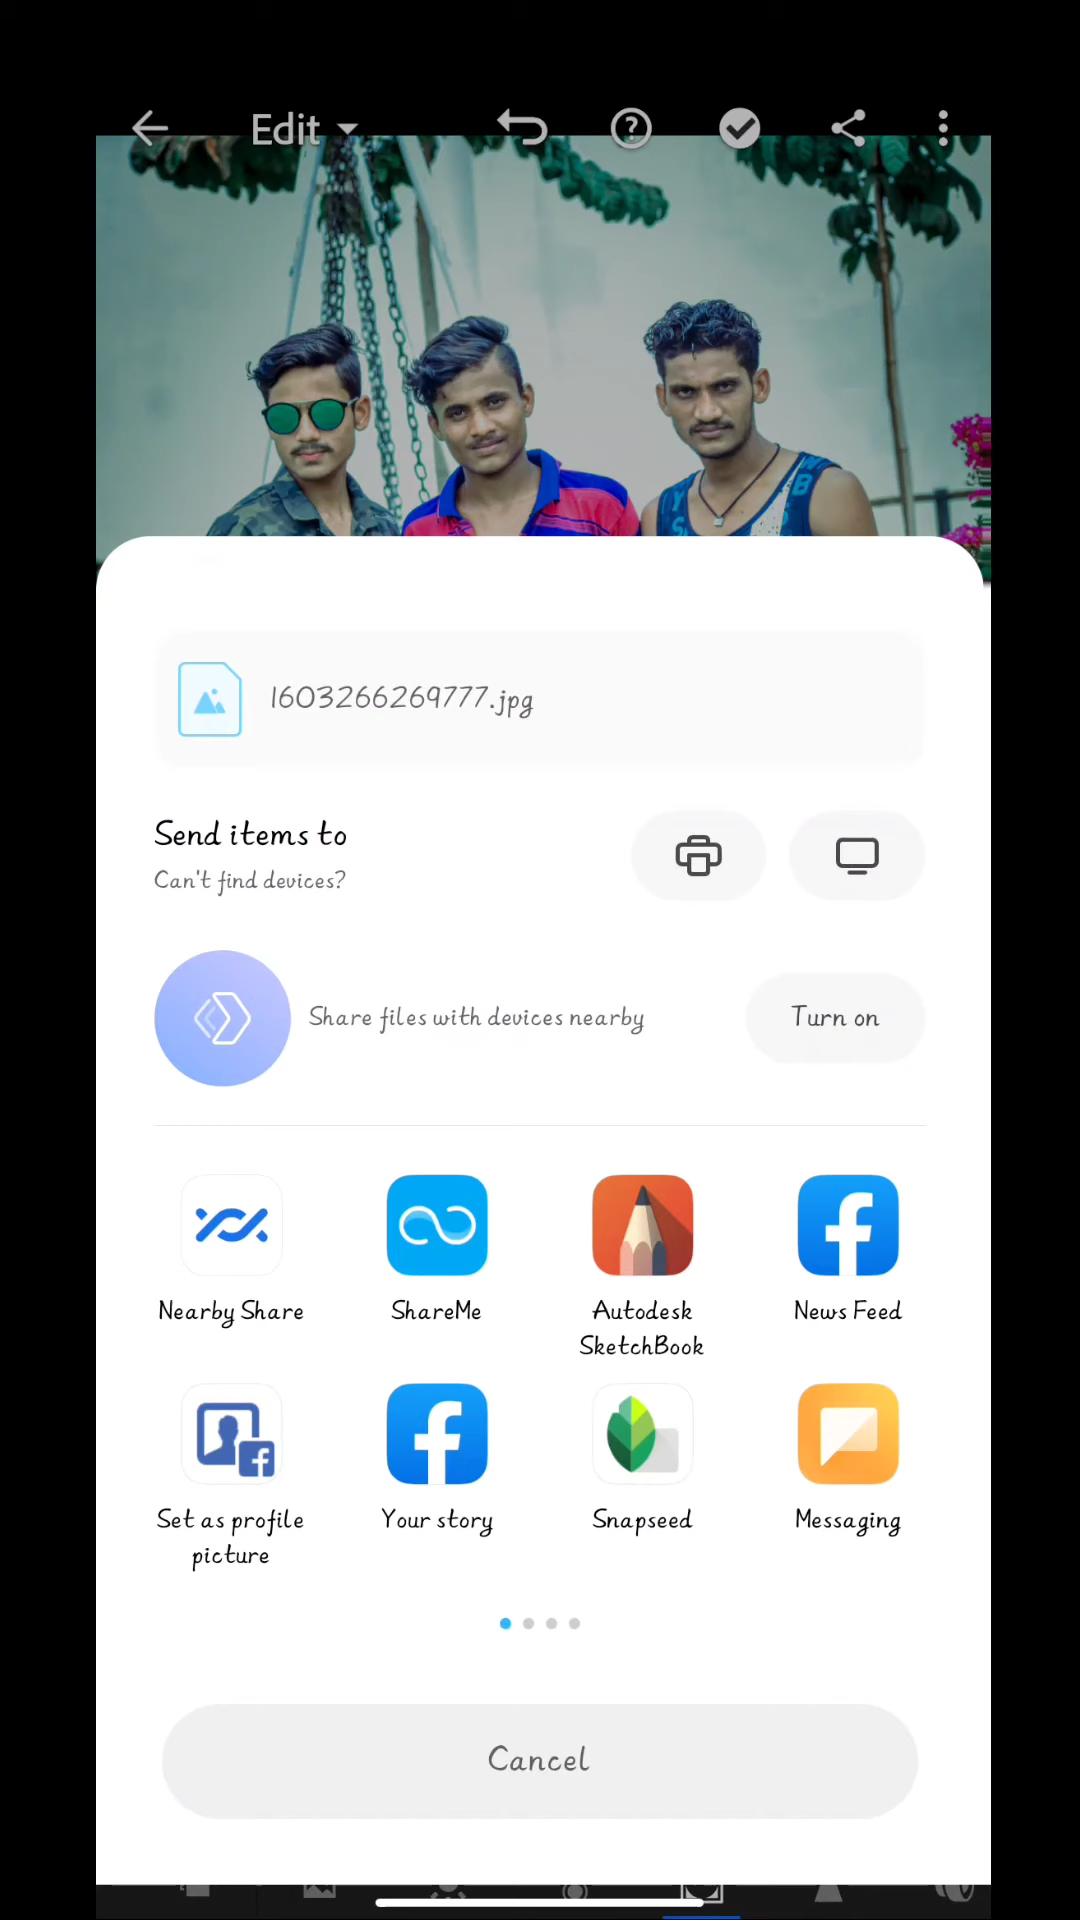 Edit
1603266269777.jpg
Send items to
Can't find devices?
Share files with devices nearby
Turn on
Nearby Share
ShareMe
Autodesk
SketchBook
News Feed
Set as profile
picture
Your story
Snapseed
Messaging
Cancel